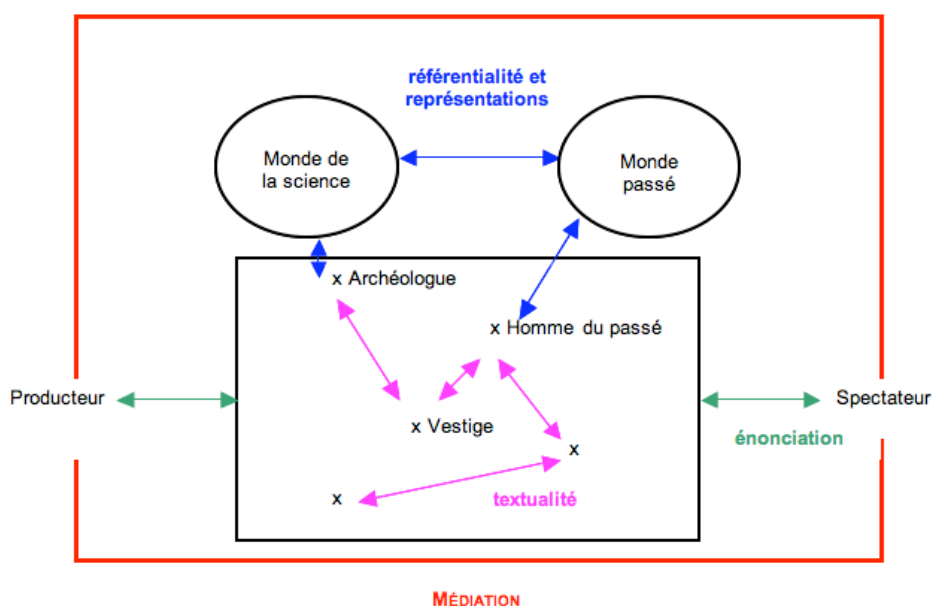 référentialité et
représentations
Monde de
la science
Monde
passé
x Archéologue
x Homme du passé
Producteur
Spectateur
x Vestige
énonciation
x
x
textualité
MÉDIATION